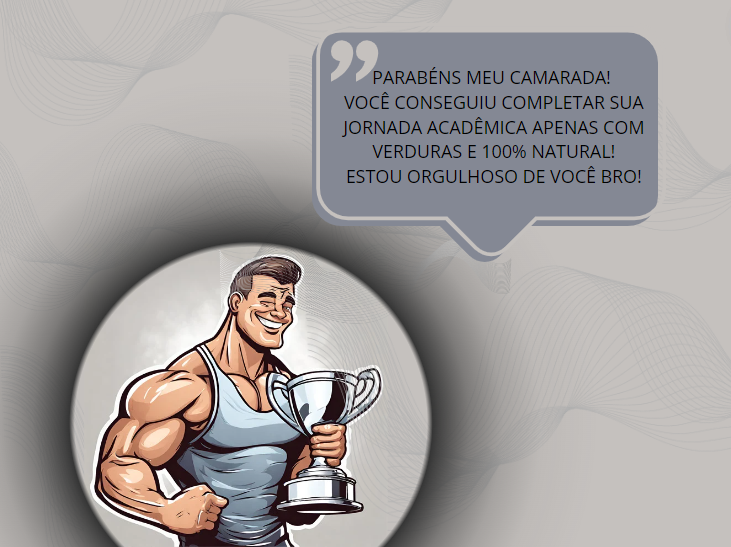 PARABÉNS MEU CAMARADA!
VOCÊ CONSEGUIU COMPLETAR SUA
JORNADA ACADÊMICA APENAS COM
VERDURAS E 100% NATURAL!
ESTOU ORGULHOSO DE VOCÊ BRO!